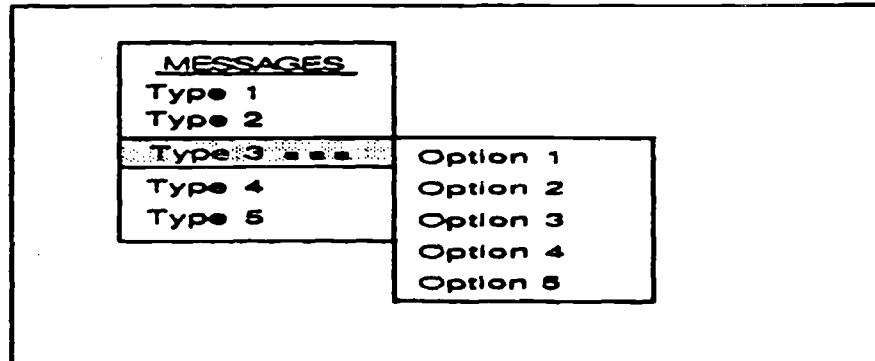 MESSAGES
Type 1
Type 2
Type 3 ...
Type 4
Type 5
Option 1
Option 2
Option 3
Option 4
Option 5